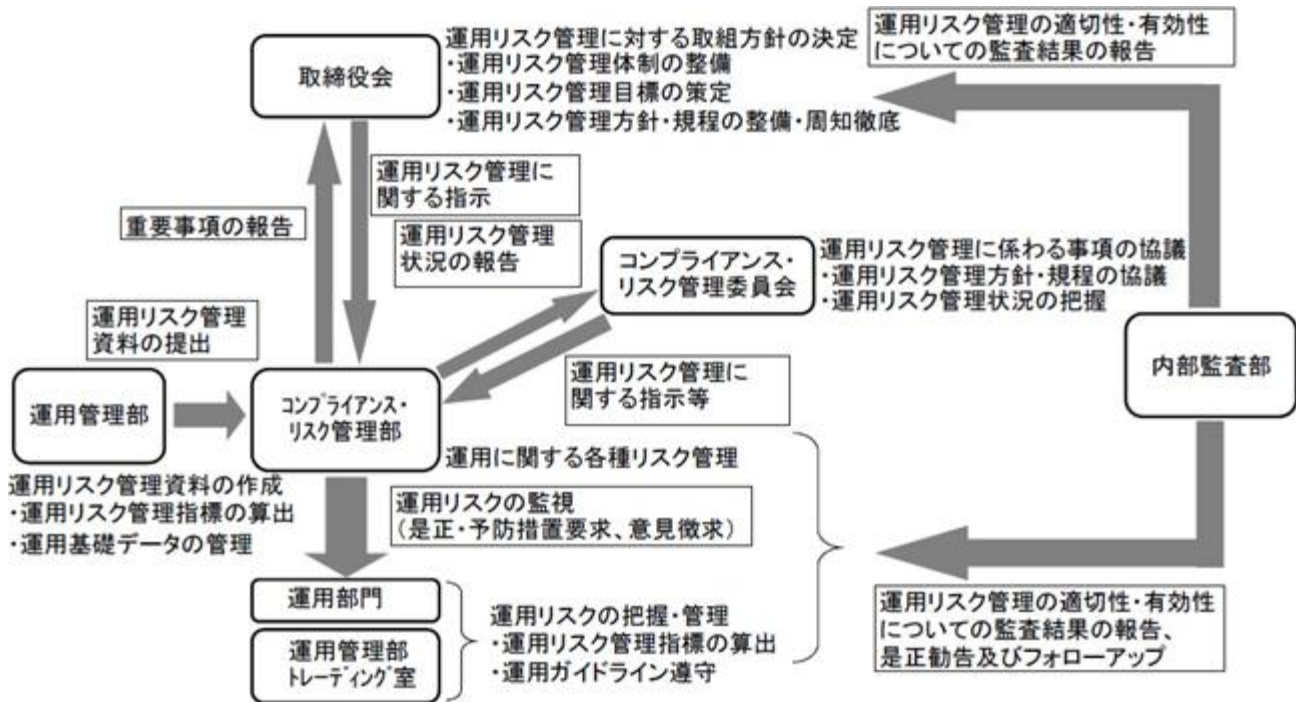 取締役会
運用リスク管理に対する取組方針の決定
・運用リスク管理体制の整備
・運用リスク管理目標の策定
・運用リスク管理方針・規程の整備・周知徹底
運用リスク管理の適切性・有効性
についての監査結果の報告
重要事項の報告
運用リスク管理に
関する指示
運用リスク管理
状況の報告
コンプライアンス・
リスク管理委員会
運用リスク管理に係わる事項の協議
・運用リスク管理方針・規程の協議
・運用リスク管理状況の把握
運用リスク管理
資料の提出
運用リスク管理に
関する指示等
内部監査部
運用管理部
コンプライアンス・
リスク管理部
運用に関する各種リスク管理
運用リスク管理資料の作成
・運用リスク管理指標の算出
・運用基礎データの管理
運用リスクの監視
(是正・予防措置要求、意見徴求)
運用部門
運用管理部
トレーディング室
運用リスクの把握・管理
・運用リスク管理指標の算出
・運用ガイドライン遵守
運用リスク管理の適切性・有効性
についての監査結果の報告、
是正勧告及びフォローアップ